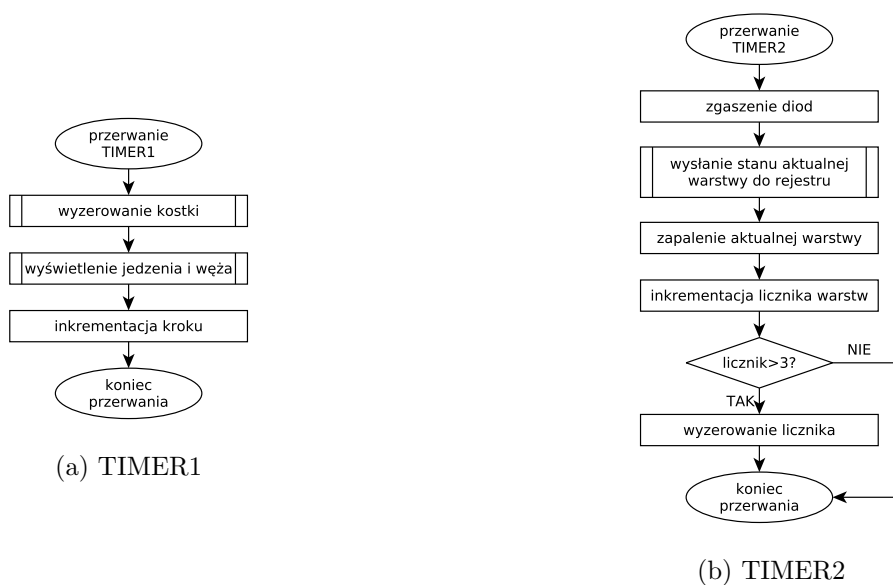 przerwanie
TIMER1
wyzerowanie kostki
wyświetlenie jedzenia i węża
inkrementacja kroku
koniec
przerwania
(a) TIMER1
przerwanie
TIMER2
zgaszenie diod
wysłanie stanu aktualnej
warstwy do rejestru
zapalenie aktualnej warstwy
inkrementacja licznika warstw
licznik>3?
NIE
TAK
wyzerowanie licznika
koniec
przerwania
(b) TIMER2